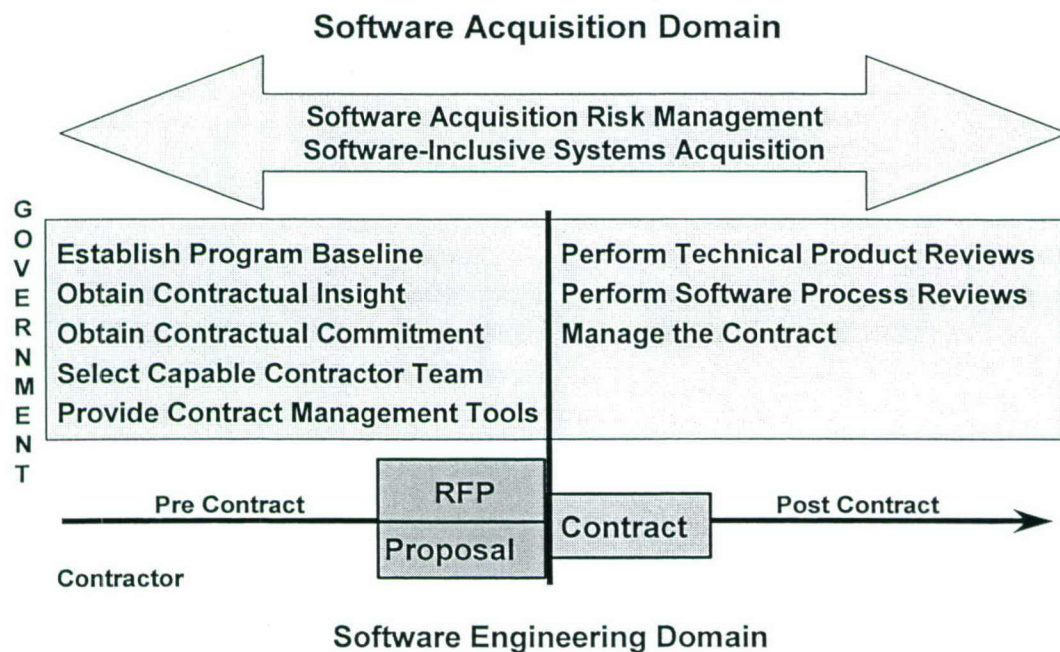 Software Acquisition Domain
Software Acquisition Risk Management
Software-Inclusive Systems Acquisition
GOVERNMENT
Establish Program Baseline
Obtain Contractual Insight
Obtain Contractual Commitment
Select Capable Contractor Team
Provide Contract Management Tools
Perform Technical Product Reviews
Perform Software Process Reviews
Manage the Contract
Pre Contract
RFP
Proposal
Contract
Post Contract
Contractor
Software Engineering Domain